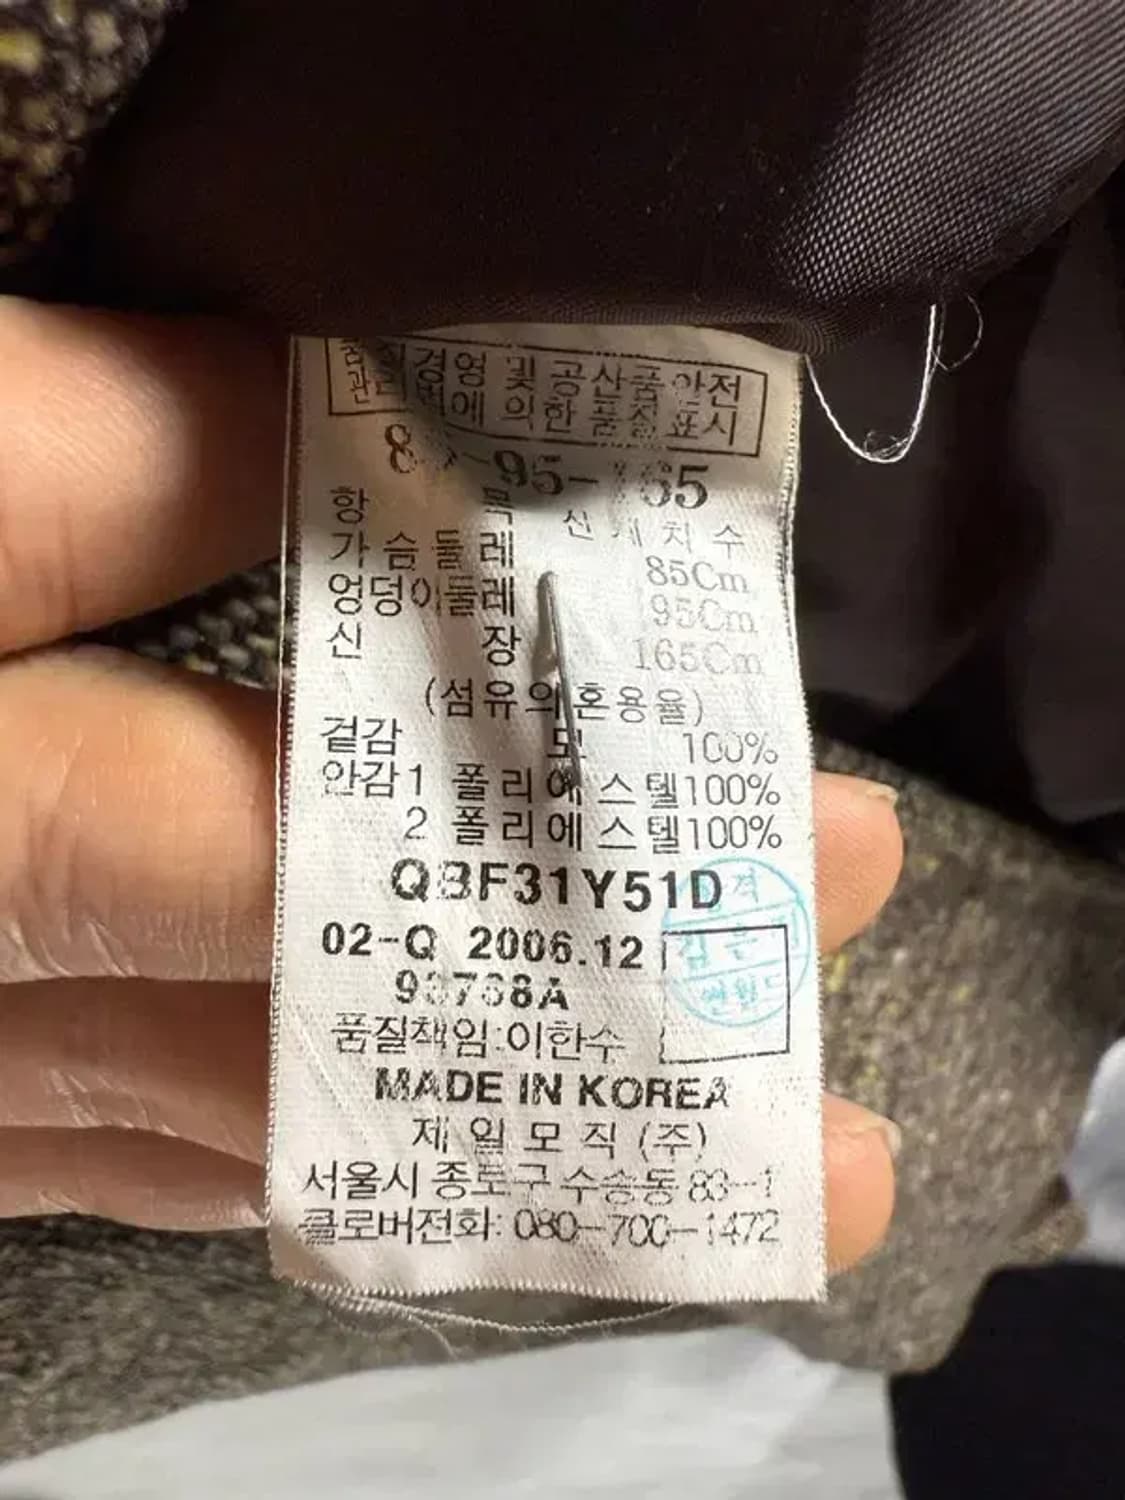 품질경영 및 공산품안전
관리법에 의한 품질표시
85-95-165
항 목 신체치수
가슴둘레 85Cm
엉덩이둘레 95Cm
신 장 165Cm
(섬유의 혼용율)
겉감 모 100%
안감1 폴리에스텔100%
2 폴리에스텔100%
QBF31Y51D
02-Q 2006.12
품질책임:이한수
MADE IN KOREA
제일모직(주)
서울시 종로구 수송동 83-1
클로버전화: 080-700-1472